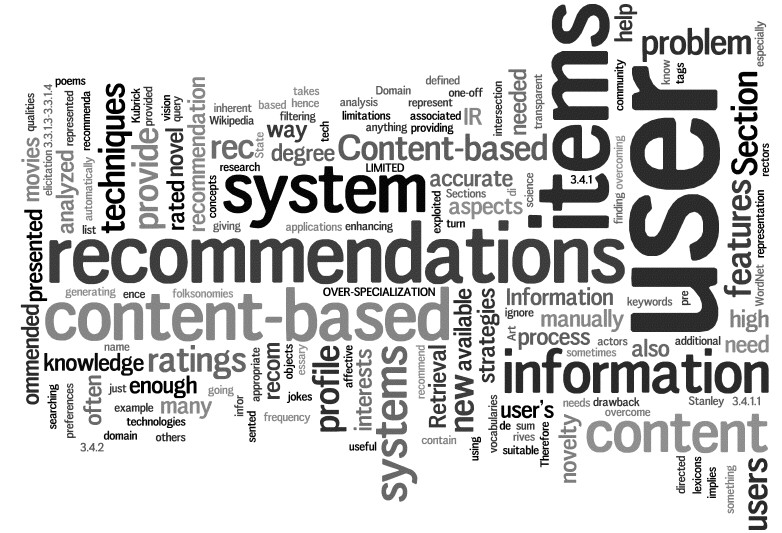 items
help
problem
especially
user
know
tags
community
Section
rectors
poems
qualities
elicitation 3.3.1.3-3.3.1.4
represented
recommenda
techniques
Kubrick
provided
vision
query
recommendation
movies
analyzed
automatically
list
provide
rated
novel
takes
Domain
defined
one-off
inherent
based
hence
analysis
represent
intersection
needed
transparent
Wikipedia
filtering
limitations
associated
IR
way
tech
anything
providing
rec
State
degree
Content-based
research
LIMITED
concepts
system
accurate
exploited
Sections
di
science
aspects
3.4.1
finding
overcoming
giving
applications
enhancing
turn
presented
recommendations
features
WordNet
representation
ommended
generating
ence
folksonomies
OVER-SPECIALIZATION
content-based
new
available
strategies
Information
ignore
manually
keywords
pre
high
Art
process
actors
also
additional
need
sometimes
name
knowledge
ratings
appropriate
recom
objects
essary
profile
affective
interests
systems
recommend
Retrieval
information
searching
preferences
often
just
enough
going
jokes
example
many
infor
sented
frequency
technologies
domain
others
3.4.2
useful
contain
using
vocabularies
user's
de
sum
rives
suitable
Therefore
novelty
needs
drawback
overcome
Stanley
3.4.1.1
content
directed
lexicons
implies
something
users